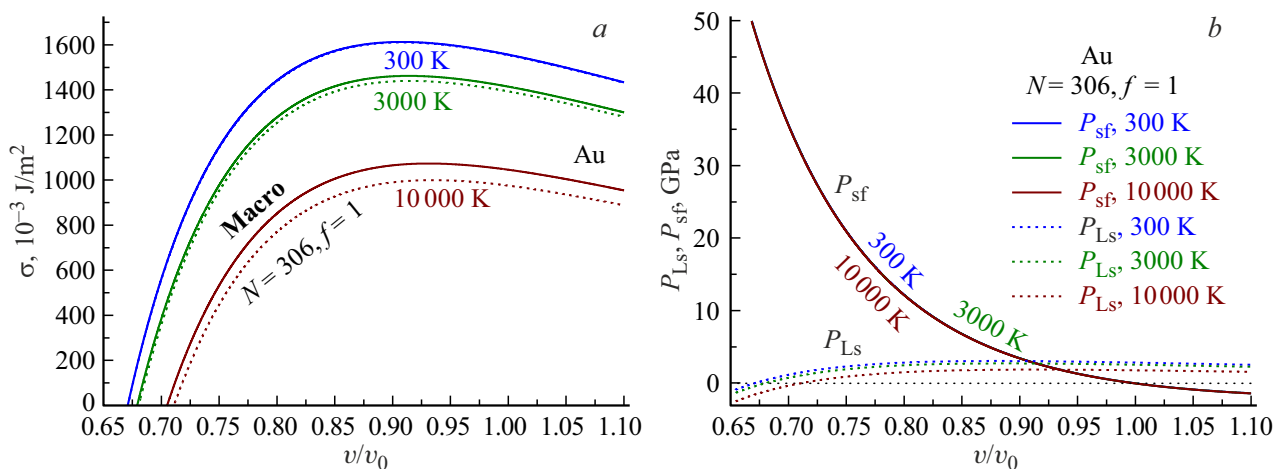 a
σ, 10⁻³ J/m²
1600
1400
1200
1000
800
600
400
200
0
300 K
3000 K
Au
Macro
10 000 K
N = 306, f = 1
0.65 0.70 0.75 0.80 0.85 0.90 0.95 1.00 1.05 1.10
v/v₀
b
P_Ls, P_sf, GPa
50
40
30
20
10
0
Au
N = 306, f = 1
P_sf, 300 K
P_sf, 3000 K
P_sf, 10 000 K
P_Ls, 300 K
P_Ls, 3000 K
P_Ls, 10 000 K
P_sf
300 K
10 000 K
3000 K
P_Ls
0.65 0.70 0.75 0.80 0.85 0.90 0.95 1.00 1.05 1.10
v/v₀